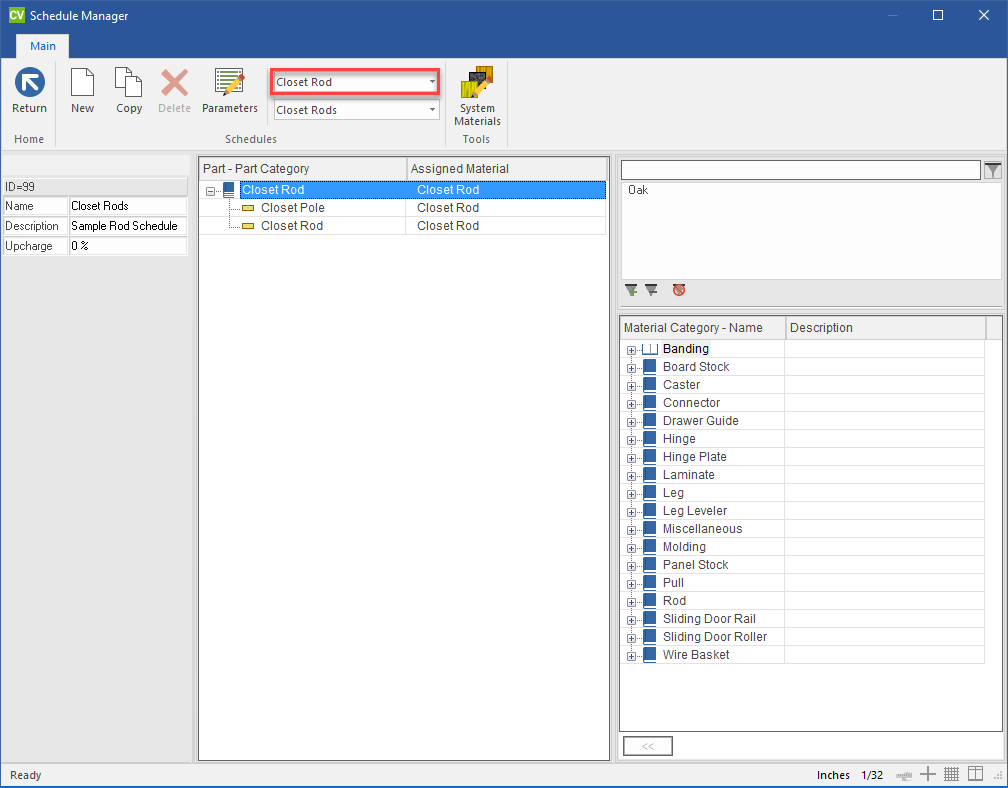 CV Schedule Manager
Main
Return
New
Copy
Delete
Parameters
Closet Rod
Closet Rods
System
Materials
Home
Schedules
Tools
ID=99
Name Closet Rods
Description Sample Rod Schedule
Upcharge 0 %
Part - Part Category Assigned Material
Closet Rod Closet Rod
Closet Pole Closet Rod
Closet Rod Closet Rod
Oak
Material Category - Name Description
Banding
Board Stock
Caster
Connector
Drawer Guide
Hinge
Hinge Plate
Laminate
Leg
Leg Leveler
Miscellaneous
Molding
Panel Stock
Pull
Rod
Sliding Door Rail
Sliding Door Roller
Wire Basket
<<
Ready Inches 1/32